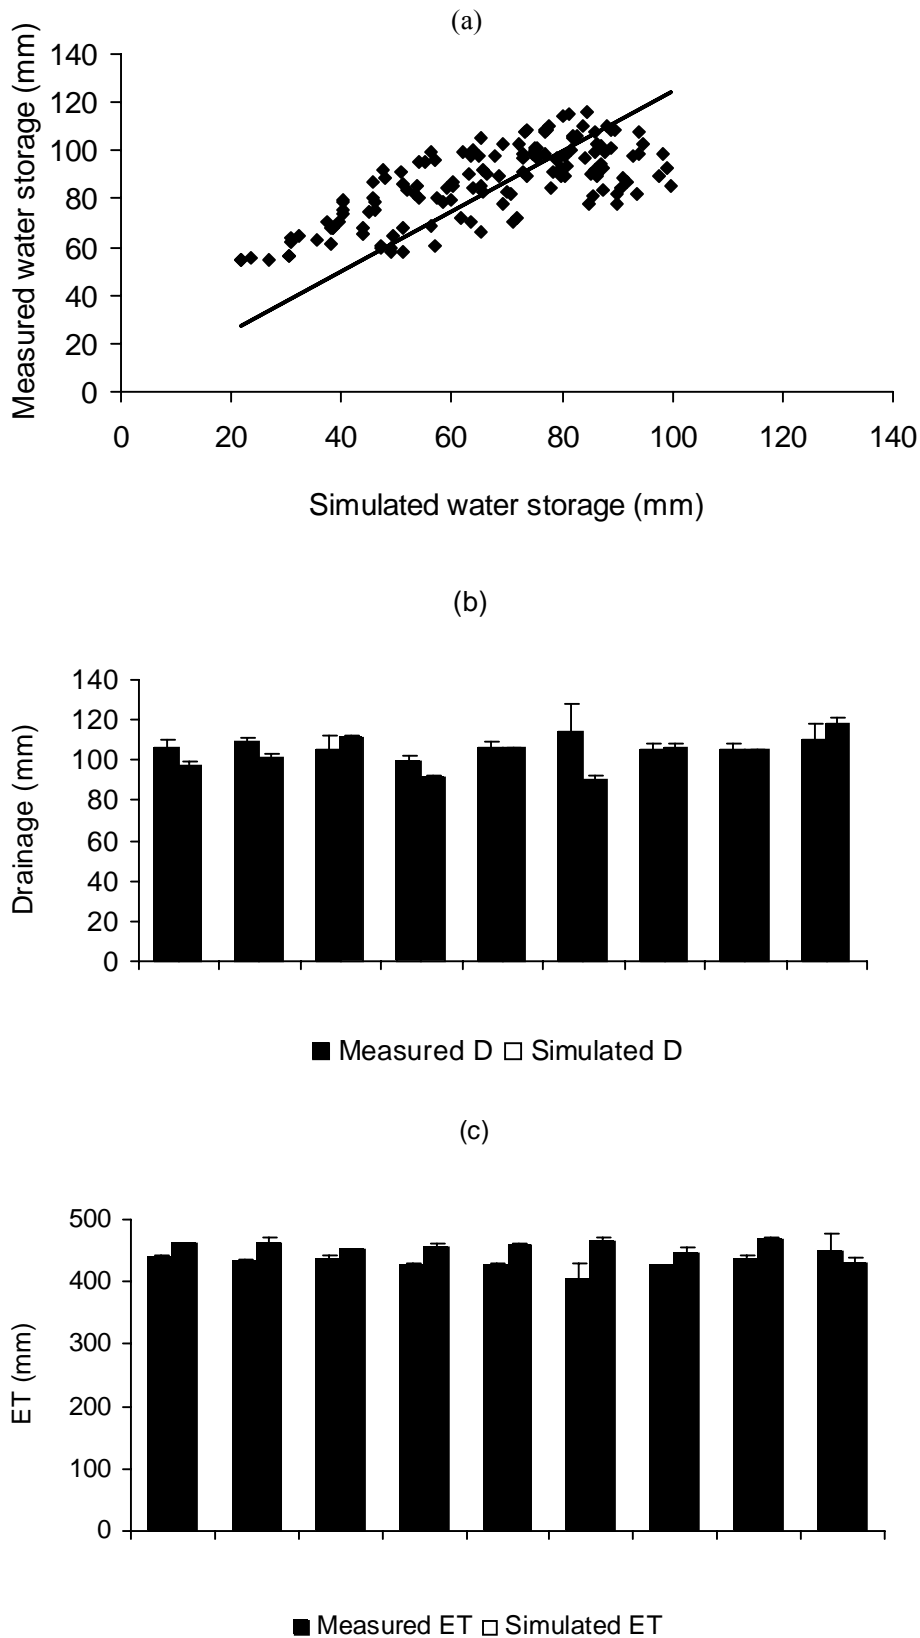 (a)
Measured water storage (mm)
140
120
100
80
60
40
20
0
0 20 40 60 80 100 120 140
Simulated water storage (mm)
(b)
Drainage (mm)
140
120
100
80
60
40
20
0
Measured D Simulated D
(c)
ET (mm)
500
400
300
200
100
0
Measured ET Simulated ET